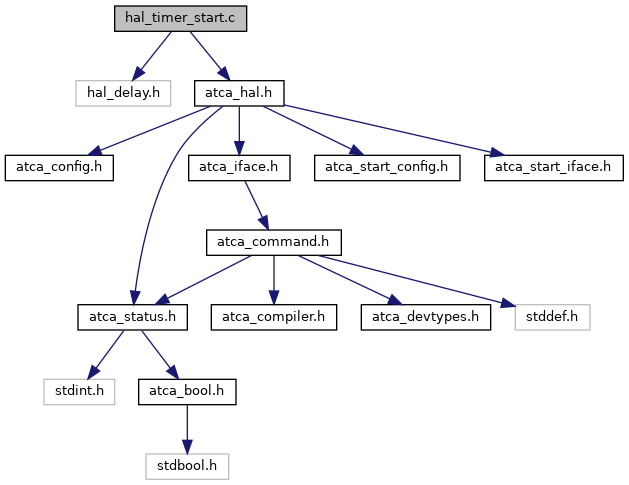 hal_timer_start.c
hal_delay.h
atca_hal.h
atca_config.h
atca_iface.h
atca_start_config.h
atca_start_iface.h
atca_command.h
atca_status.h
atca_compiler.h
atca_devtypes.h
stddef.h
stdint.h
atca_bool.h
stdbool.h